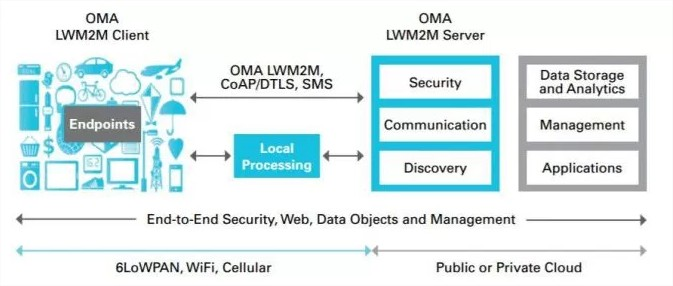 OMA
LWM2M Client
OMA
LWM2M Server
OMA LWM2M,
CoAP/DTLS, SMS
Endpoints
Local
Processing
Security
Communication
Discovery
Data Storage
and Analytics
Management
Applications
End-to-End Security, Web, Data Objects and Management
6LoWPAN, WiFi, Cellular
Public or Private Cloud